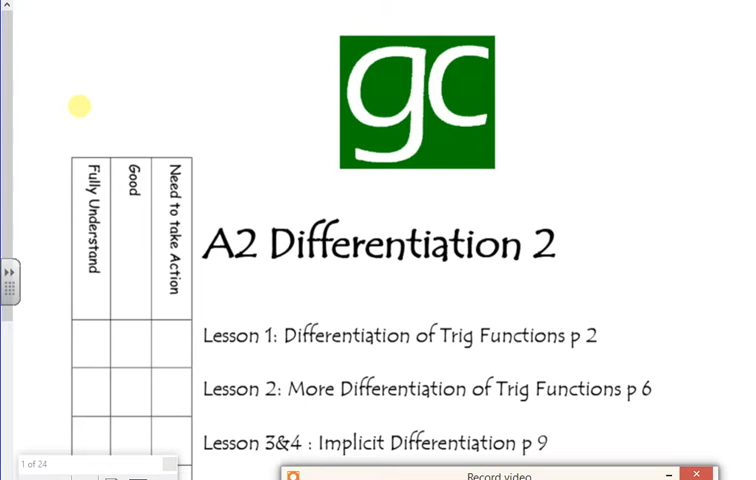 gc
Fully Understand
Good
Need to take Action
A2 Differentiation 2
Lesson 1: Differentiation of Trig Functions p 2
Lesson 2: More Differentiation of Trig Functions p 6
Lesson 3&4 : Implicit Differentiation p 9
1 of 24
Record video